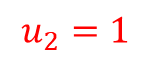 u₂ = 1